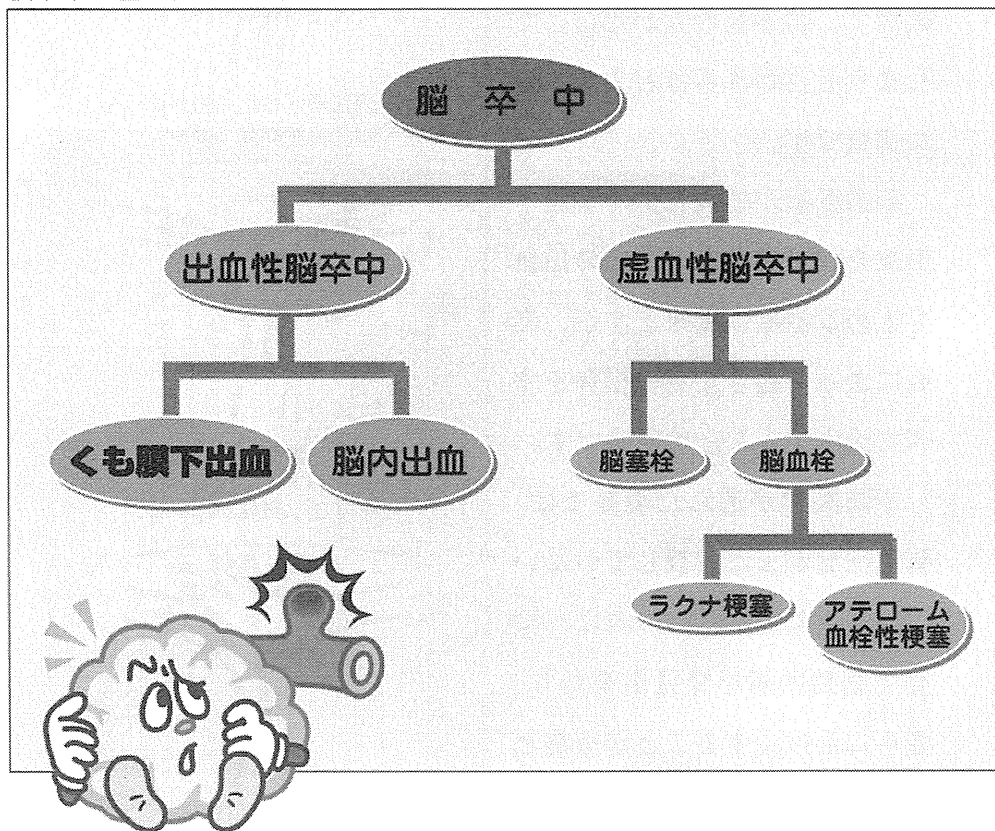 脳卒中
出血性脳卒中
虚血性脳卒中
くも膜下出血
脳内出血
脳塞栓
脳血栓
ラクナ梗塞
アテローム
血栓性梗塞